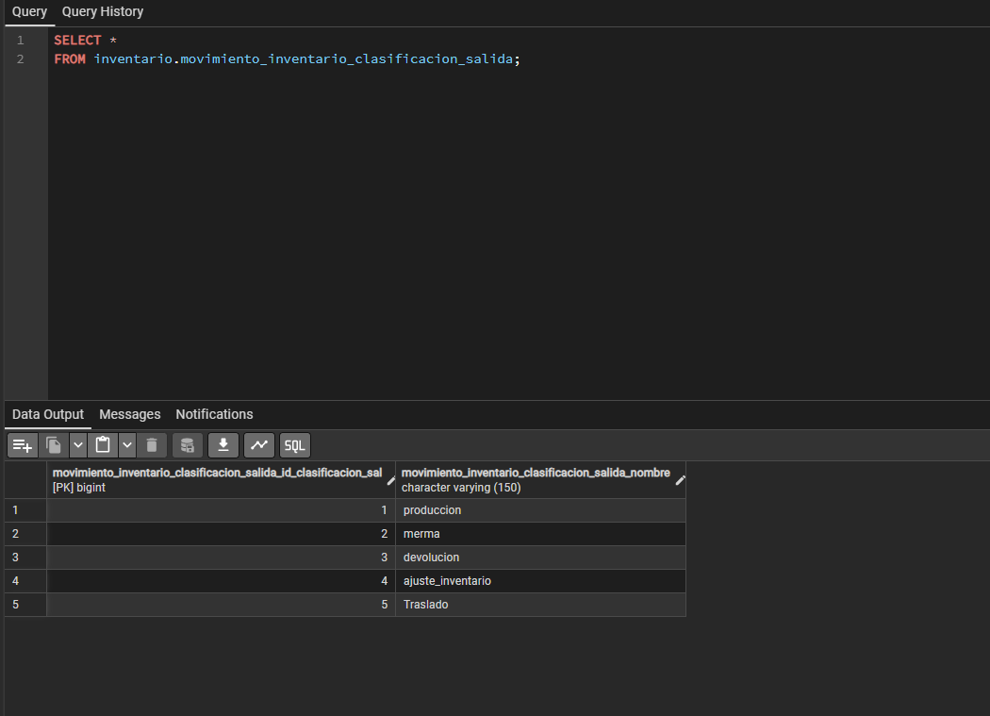 Query Query History
1 SELECT *
2 FROM inventario.movimiento_inventario_clasificacion_salida;
Data Output Messages Notifications
SQL
movimiento_inventario_clasificacion_salida_id_clasificacion_sal movimiento_inventario_clasificacion_salida_nombre
[PK] bigint character varying (150)
1 1 produccion
2 2 merma
3 3 devolucion
4 4 ajuste_inventario
5 5 Traslado